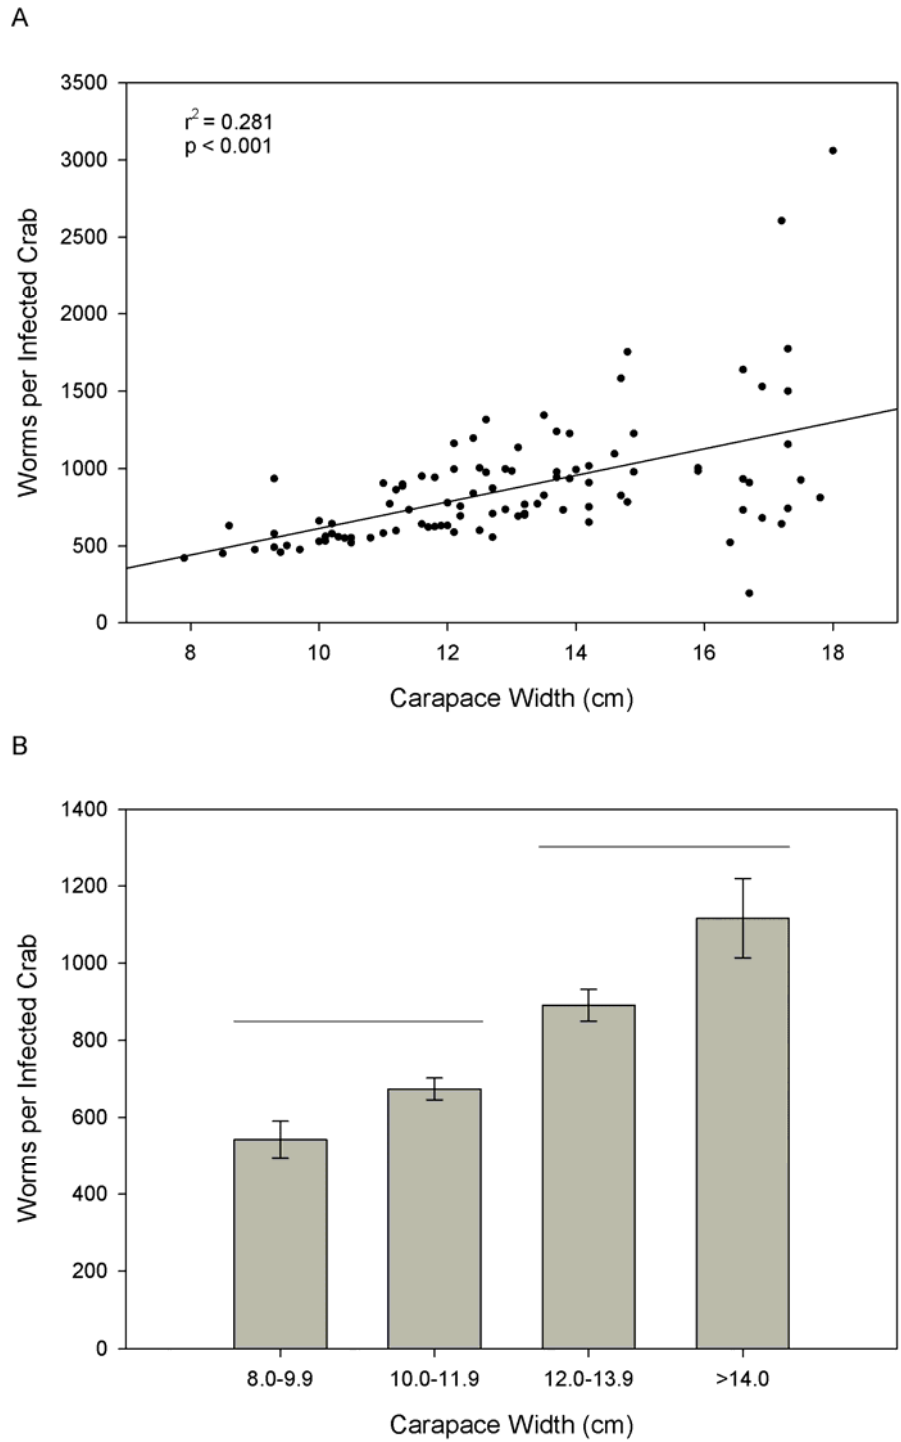 A
r² = 0.281
p < 0.001
3500
3000
2500
2000
1500
1000
500
0
Worms per Infected Crab
8 10 12 14 16 18
Carapace Width (cm)
B
1400
1200
1000
800
600
400
200
0
Worms per Infected Crab
8.0-9.9 10.0-11.9 12.0-13.9 >14.0
Carapace Width (cm)